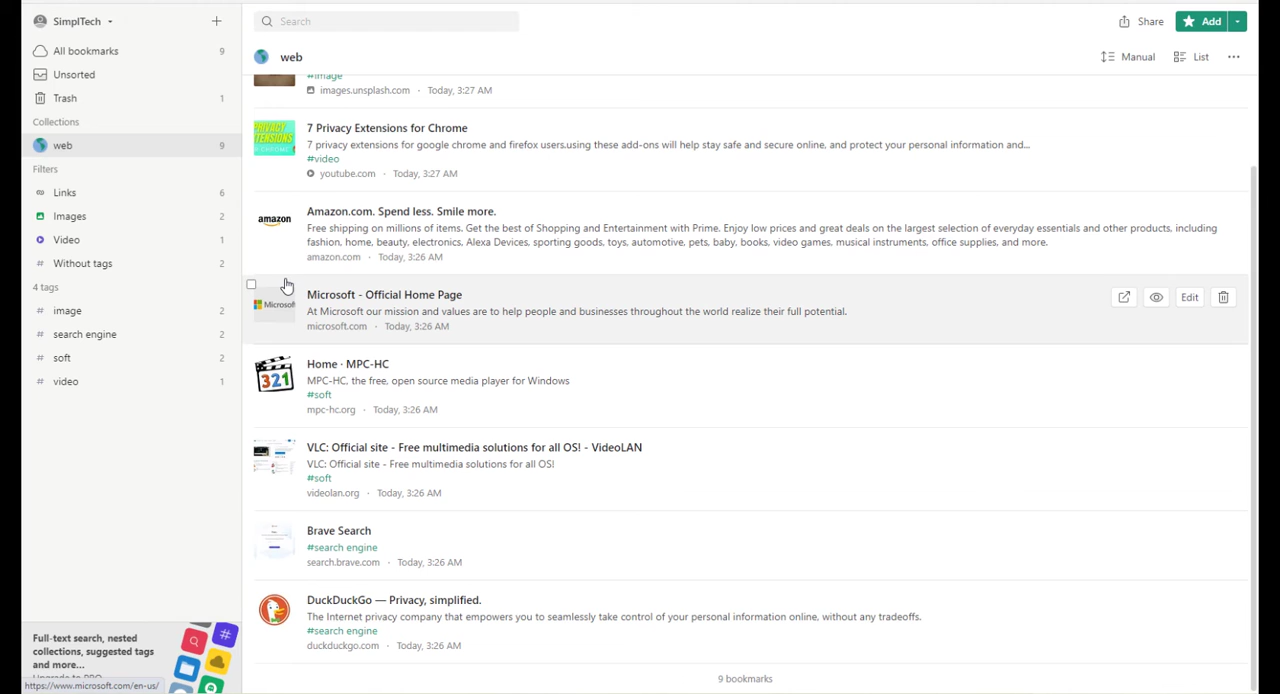 SimplTech
All bookmarks 9
Unsorted
Trash 1
Collections
web 9
Filters
Links 6
Images 2
Video 1
Without tags 2
4 tags
# image 2
# search engine 2
# soft 2
# video 1
Full-text search, nested
collections, suggested tags
and more...
https://www.microsoft.com/en-us/
Search
Share
Add
web
Manual
List
#image
images.unsplash.com · Today, 3:27 AM
PRIVACY
7 Privacy Extensions for Chrome
7 privacy extensions for google chrome and firefox users.using these add-ons will help stay safe and secure online, and protect your personal information and...
#video
youtube.com · Today, 3:27 AM
amazon
Amazon.com. Spend less. Smile more.
Free shipping on millions of items. Get the best of Shopping and Entertainment with Prime. Enjoy low prices and great deals on the largest selection of everyday essentials and other products, including
fashion, home, beauty, electronics, Alexa Devices, sporting goods, toys, automotive, pets, baby, books, video games, musical instruments, office supplies, and more.
amazon.com · Today, 3:26 AM
Microsoft
Microsoft - Official Home Page
At Microsoft our mission and values are to help people and businesses throughout the world realize their full potential.
microsoft.com · Today, 3:26 AM
Edit
321
Home · MPC-HC
MPC-HC, the free, open source media player for Windows
#soft
mpc-hc.org · Today, 3:26 AM
VLC: Official site - Free multimedia solutions for all OS! - VideoLAN
VLC: Official site - Free multimedia solutions for all OS!
#soft
videolan.org · Today, 3:26 AM
Brave Search
#search engine
search.brave.com · Today, 3:26 AM
DuckDuckGo — Privacy, simplified.
The Internet privacy company that empowers you to seamlessly take control of your personal information online, without any tradeoffs.
#search engine
duckduckgo.com · Today, 3:26 AM
9 bookmarks